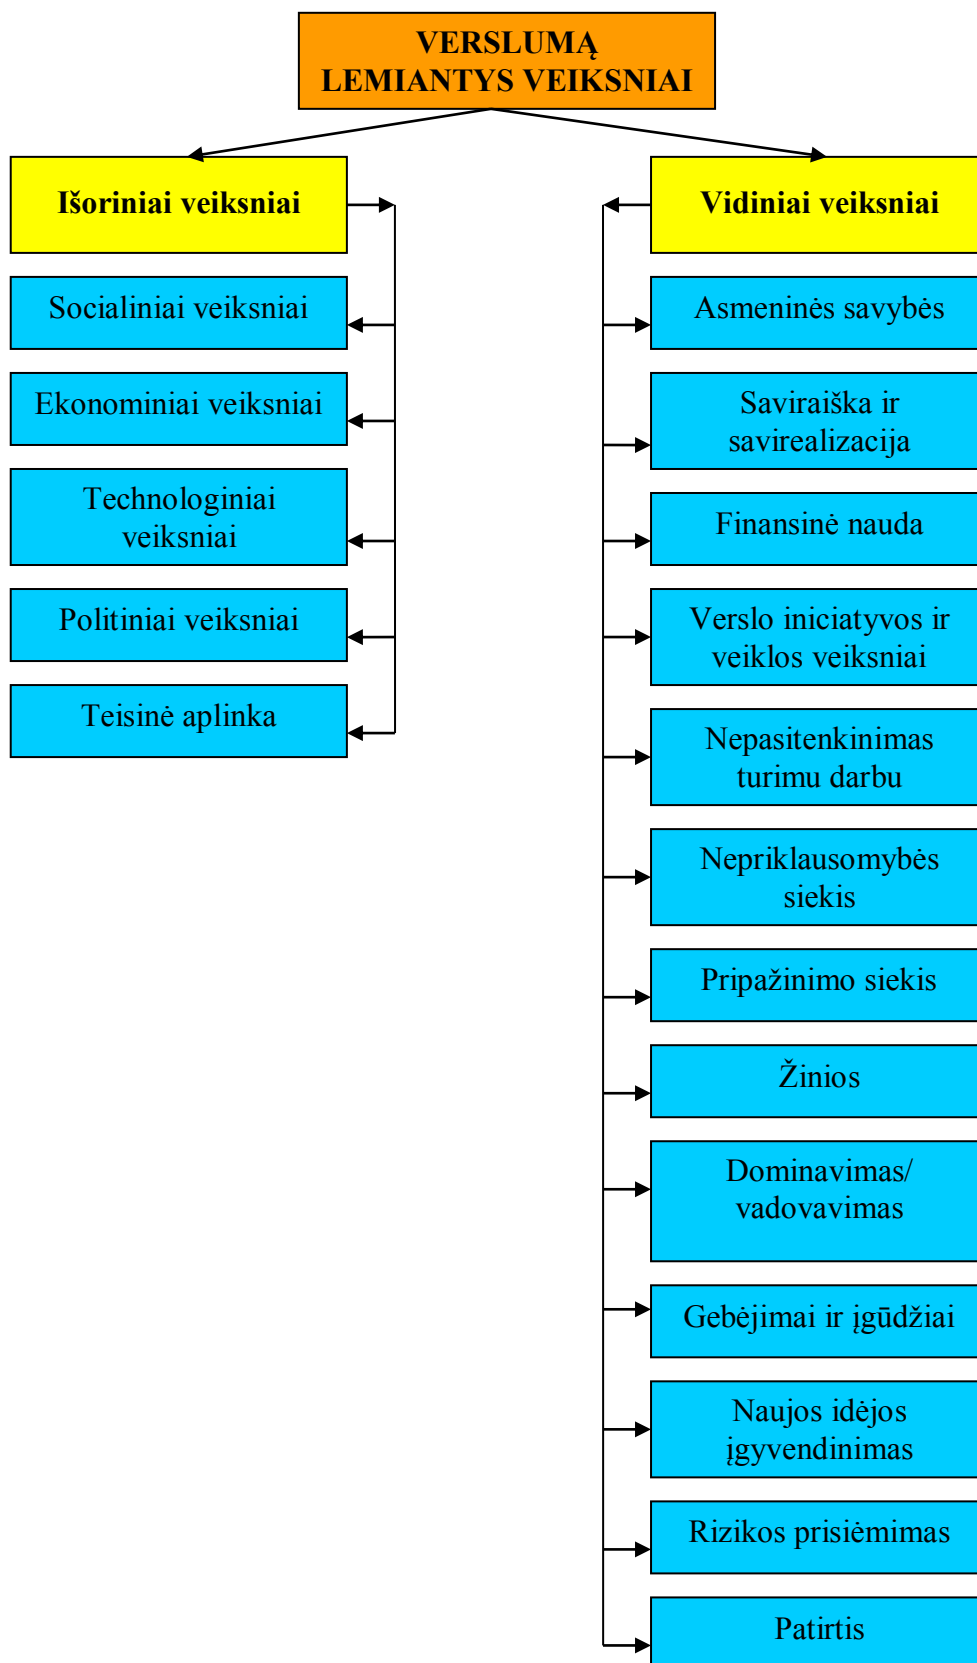 VERSLUMĄ
LEMIANTYS VEIKSNIAI
Išoriniai veiksniai
Socialiniai veiksniai
Ekonominiai veiksniai
Technologiniai
veiksniai
Politiniai veiksniai
Teisinė aplinka
Vidiniai veiksniai
Asmeninės savybės
Saviraiška ir
savirealizacija
Finansinė nauda
Verslo iniciatyvos ir
veiklos veiksniai
Nepasitenkinimas
turimu darbu
Nepriklausomybės
siekis
Pripažinimo siekis
Žinios
Dominavimas/
vadovavimas
Gebėjimai ir įgūdžiai
Naujos idėjos
įgyvendinimas
Rizikos prisiėmimas
Patirtis